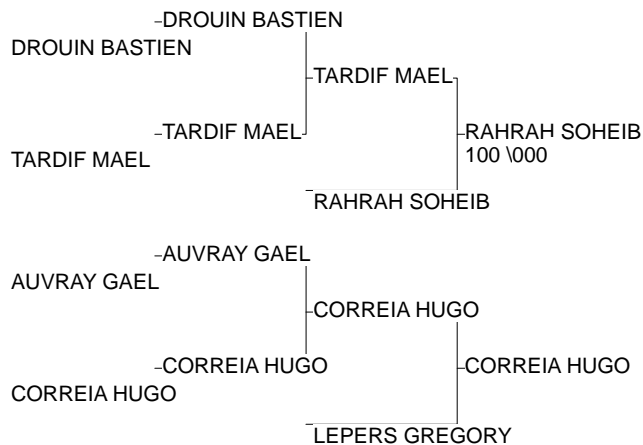 DROUIN BASTIEN
DROUIN BASTIEN
TARDIF MAEL
TARDIF MAEL
RAHRAH SOHEIB
100 \000
TARDIF MAEL
RAHRAH SOHEIB
AUVRAY GAEL
AUVRAY GAEL
CORREIA HUGO
CORREIA HUGO
CORREIA HUGO
CORREIA HUGO
LEPERS GREGORY